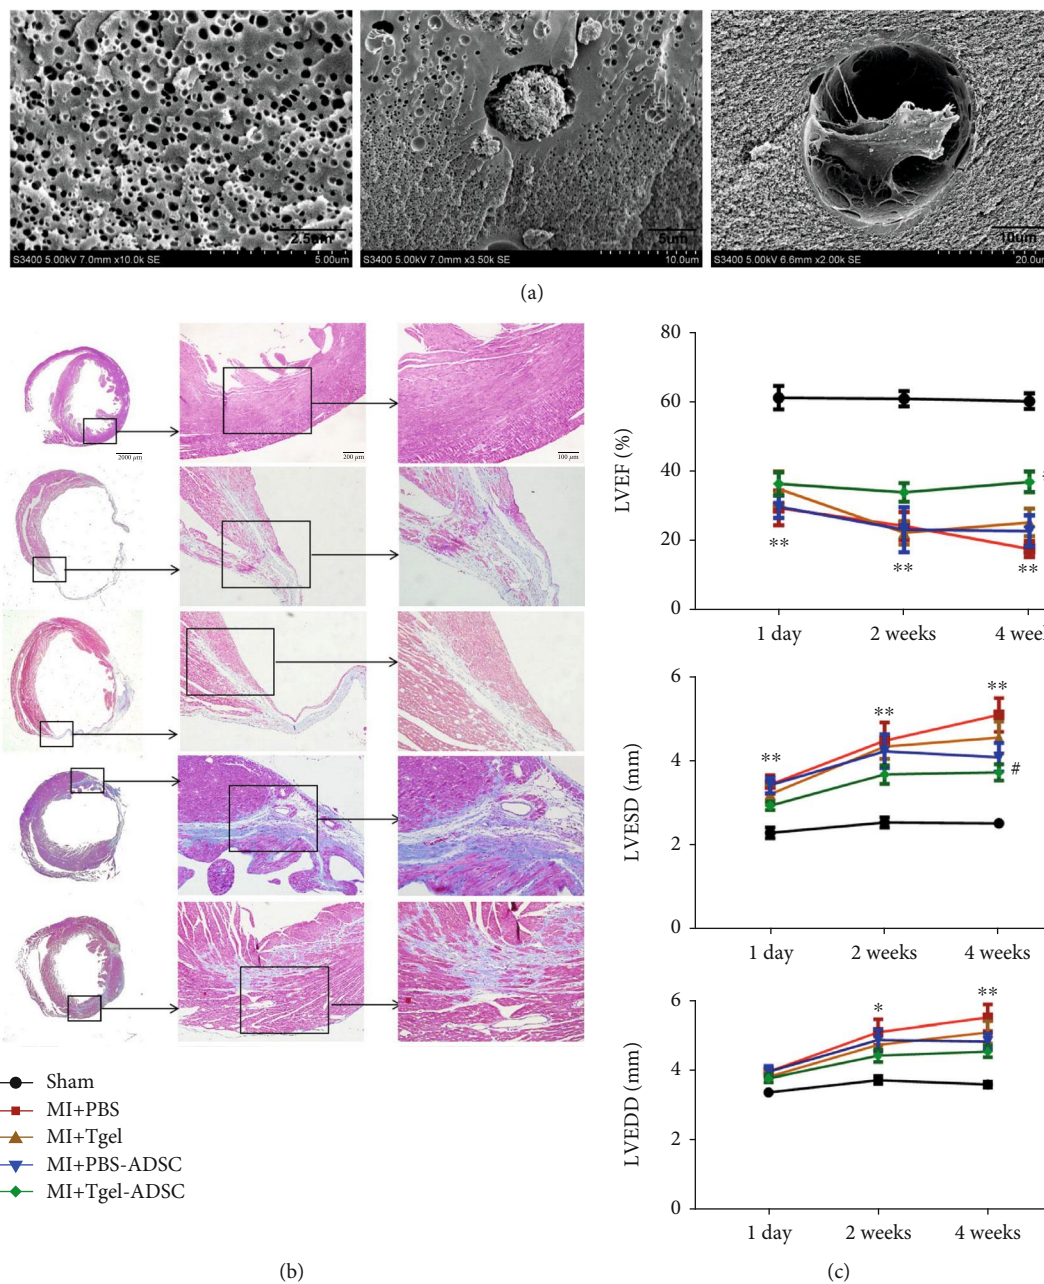 2.5um
S3400 5.00kV 7.0mm x10.0k SE 5.00um
5um
S3400 5.00kV 7.0mm x3.50k SE 10.0um
10um
S3400 5.00kV 6.6mm x2.00k SE 20.0u
(a)
2000 μm
200 μm
100 μm
Sham
MI+PBS
MI+Tgel
MI+PBS-ADSC
MI+Tgel-ADSC
(b)
LVEF (%)
80
60
40
20
0
**
**
**
1 day
2 weeks
4 week
LVESD (mm)
6
4
2
0
**
**
**
#
1 day
2 weeks
4 weeks
LVEDD (mm)
6
4
2
0
*
**
1 day
2 weeks
4 weeks
(c)